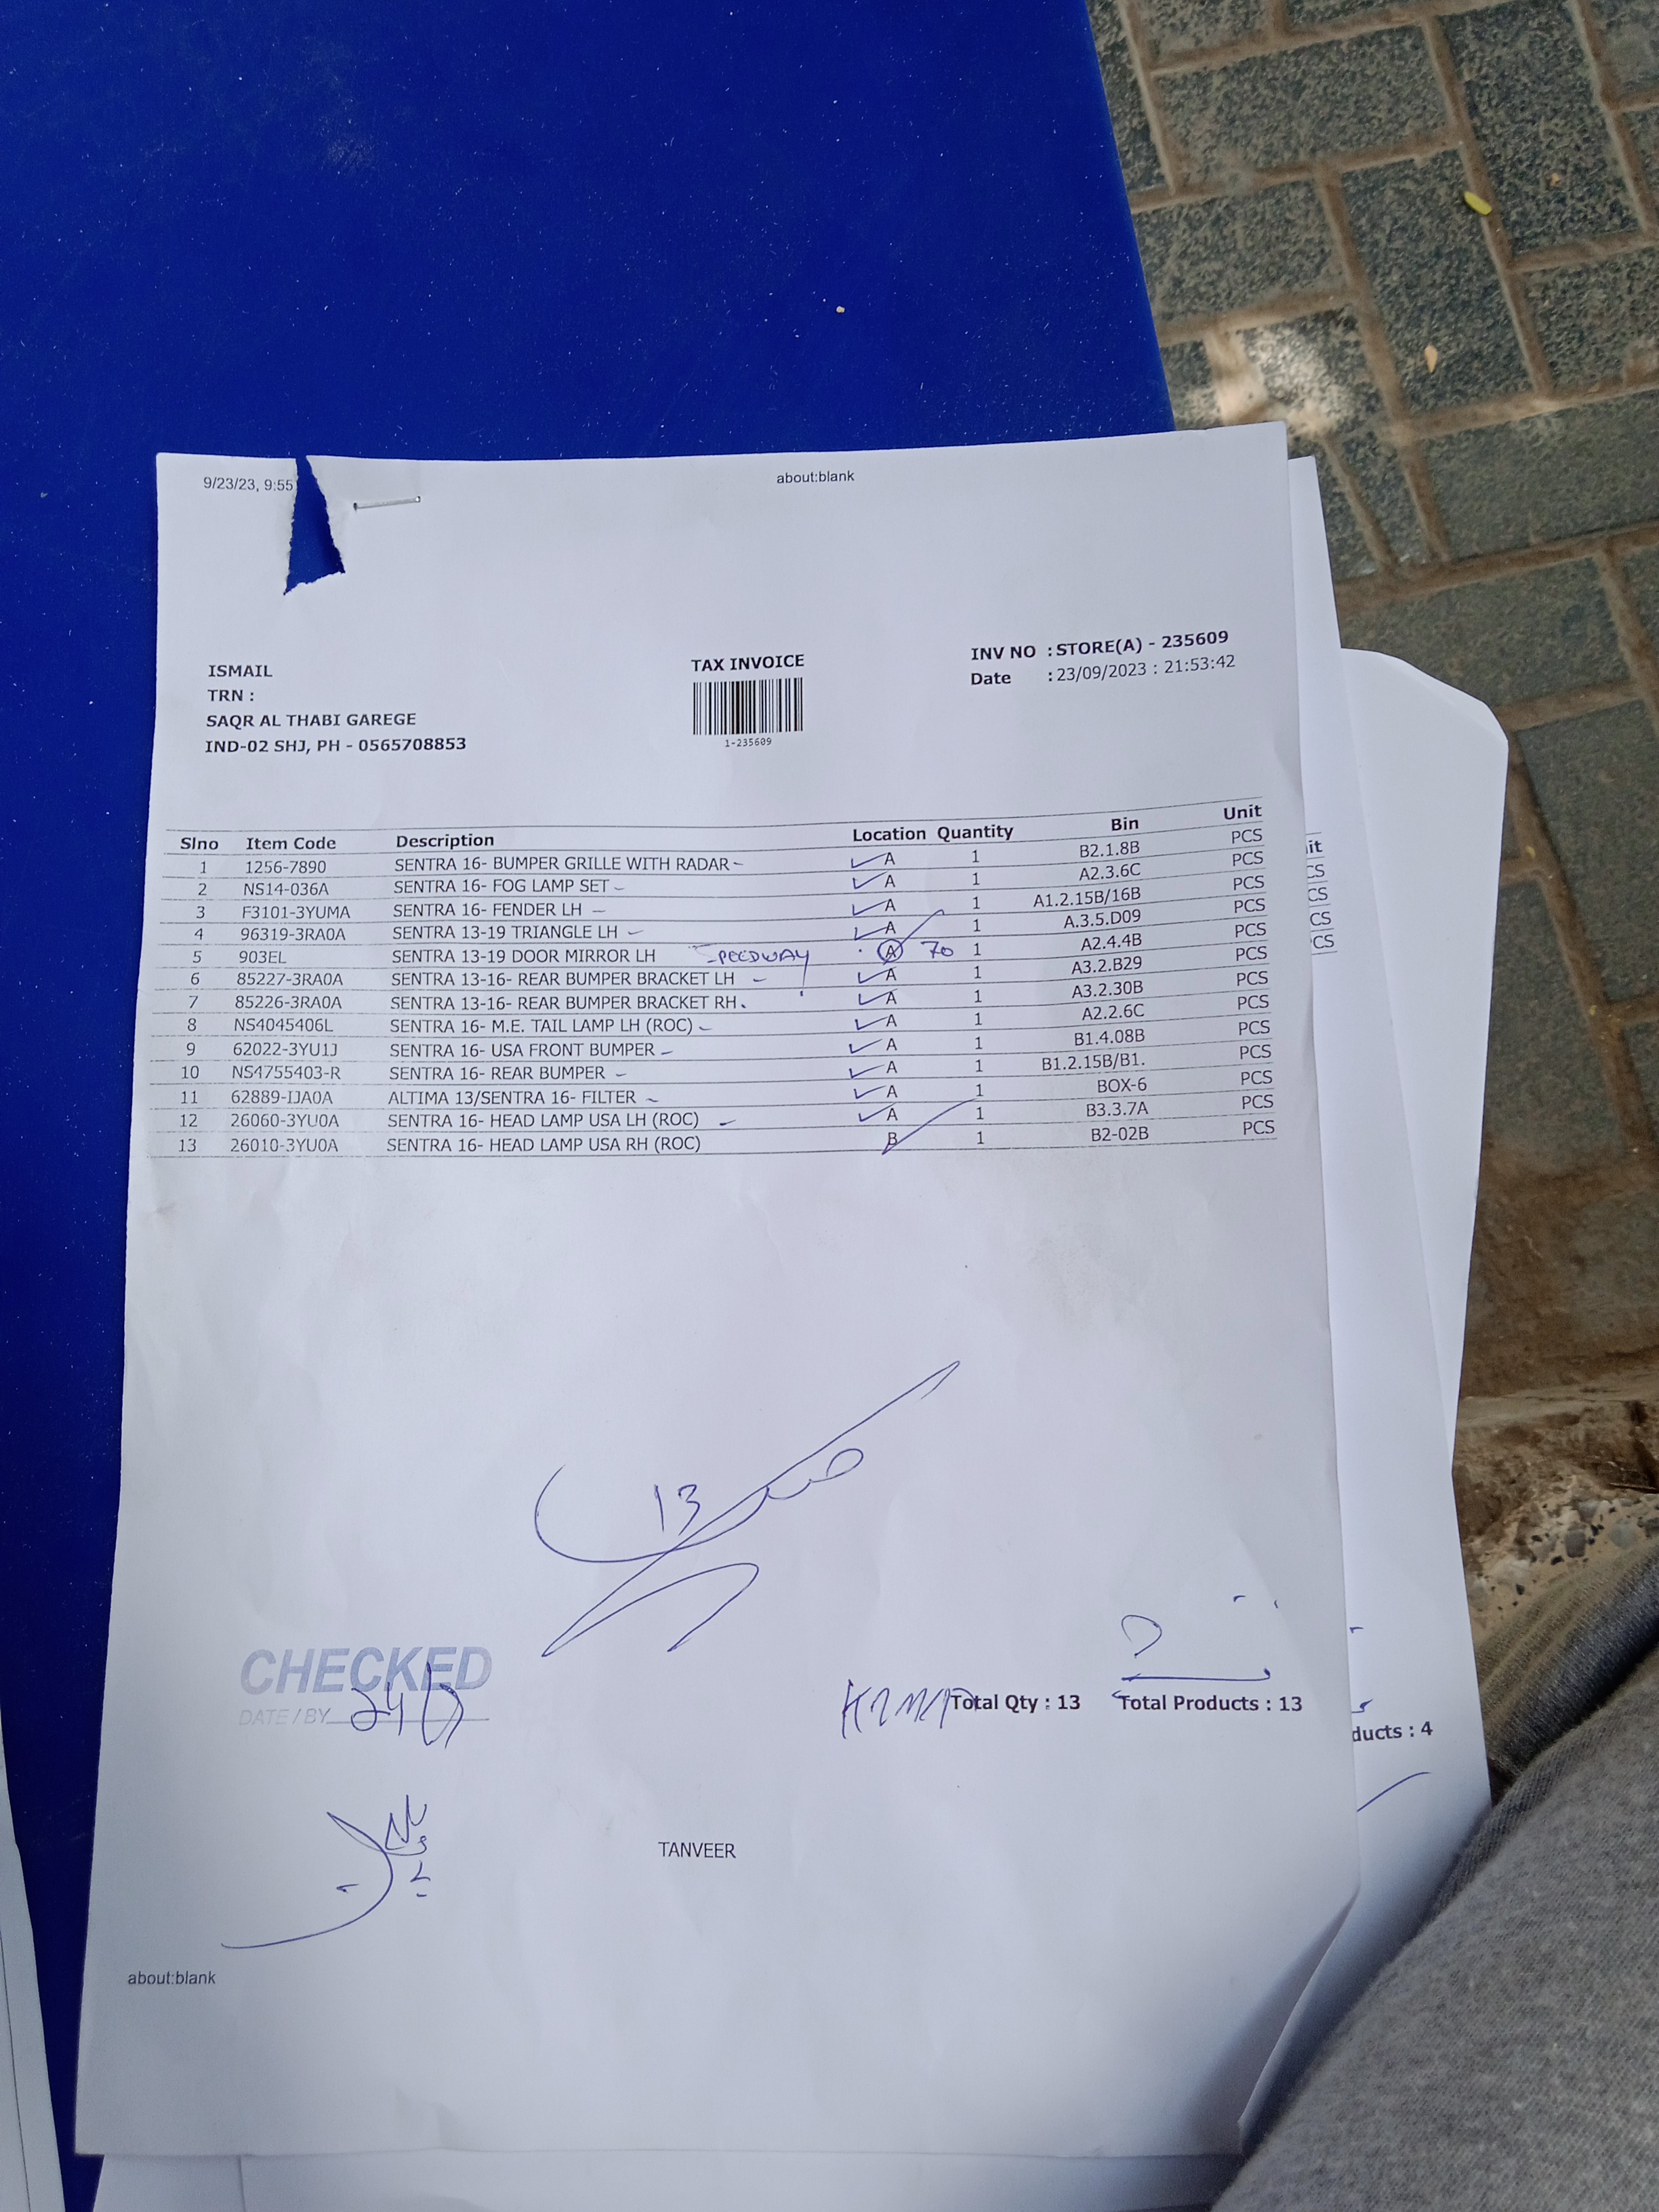 9/23/23, 9:55
about:blank
ISMAIL
TRN :
SAQR AL THABI GAREGE
IND-02 SHJ, PH - 0565708853
TAX INVOICE
1-235609
INV NO : STORE(A) - 235609
Date : 23/09/2023 : 21:53:42
Slno Item Code Description Location Quantity Bin Unit
1 1256-7890 SENTRA 16- BUMPER GRILLE WITH RADAR A 1 B2.1.8B PCS
2 NS14-036A SENTRA 16- FOG LAMP SET A 1 A2.3.6C PCS
3 F3101-3YUMA SENTRA 16- FENDER LH A 1 A1.2.15B/16B PCS
4 96319-3RA0A SENTRA 13-19 TRIANGLE LH A 1 A.3.5.D09 PCS
5 903EL SENTRA 13-19 DOOR MIRROR LH SPEEDWAY A 70 1 A2.4.4B PCS
6 85227-3RA0A SENTRA 13-16- REAR BUMPER BRACKET LH A 1 A3.2.B29 PCS
7 85226-3RA0A SENTRA 13-16- REAR BUMPER BRACKET RH A 1 A3.2.30B PCS
8 NS4045406L SENTRA 16- M.E. TAIL LAMP LH (ROC) A 1 A2.2.6C PCS
9 62022-3YU1J SENTRA 16- USA FRONT BUMPER A 1 B1.4.08B PCS
10 NS4755403-R SENTRA 16- REAR BUMPER A 1 B1.2.15B/B1. PCS
11 62889-IJA0A ALTIMA 13/SENTRA 16- FILTER A 1 BOX-6 PCS
12 26060-3YU0A SENTRA 16- HEAD LAMP USA LH (ROC) A 1 B3.3.7A PCS
13 26010-3YU0A SENTRA 16- HEAD LAMP USA RH (ROC) B 1 B2-02B PCS
it
CS
CS
CS
CS
13
CHECKED
DATE / BY
Total Qty : 13 Total Products : 13
ducts : 4
TANVEER
about:blank